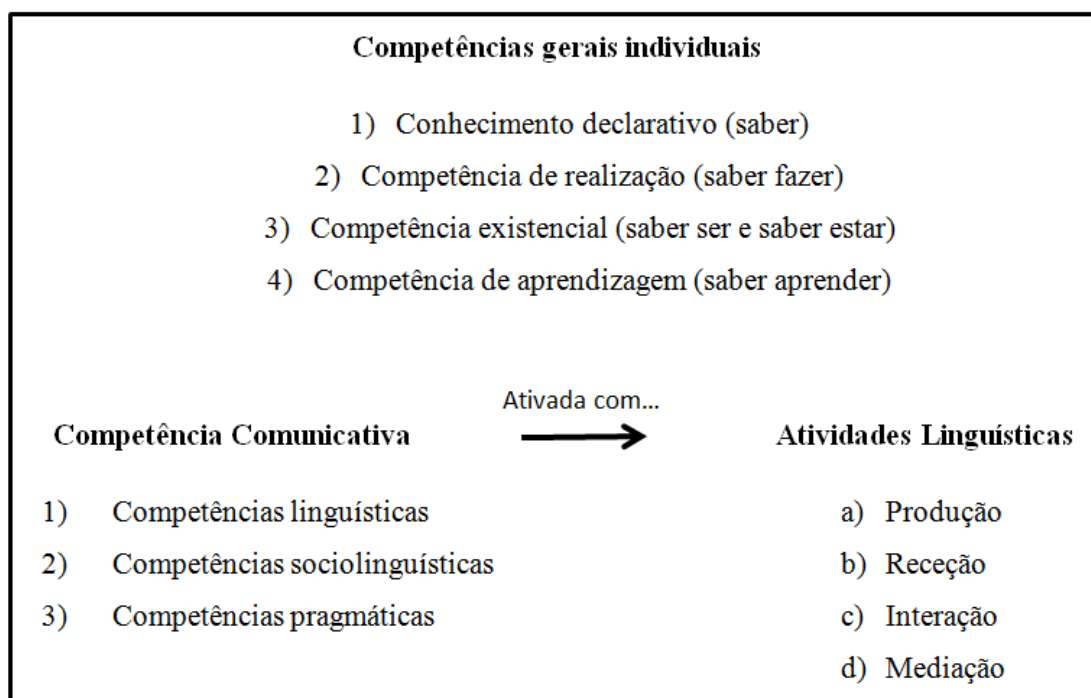 Competências gerais individuais
1) Conhecimento declarativo (saber)
2) Competência de realização (saber fazer)
3) Competência existencial (saber ser e saber estar)
4) Competência de aprendizagem (saber aprender)
Ativada com...
Competência Comunicativa
Atividades Linguísticas
1) Competências linguísticas
2) Competências sociolinguísticas
3) Competências pragmáticas
a) Produção
b) Receção
c) Interação
d) Mediação